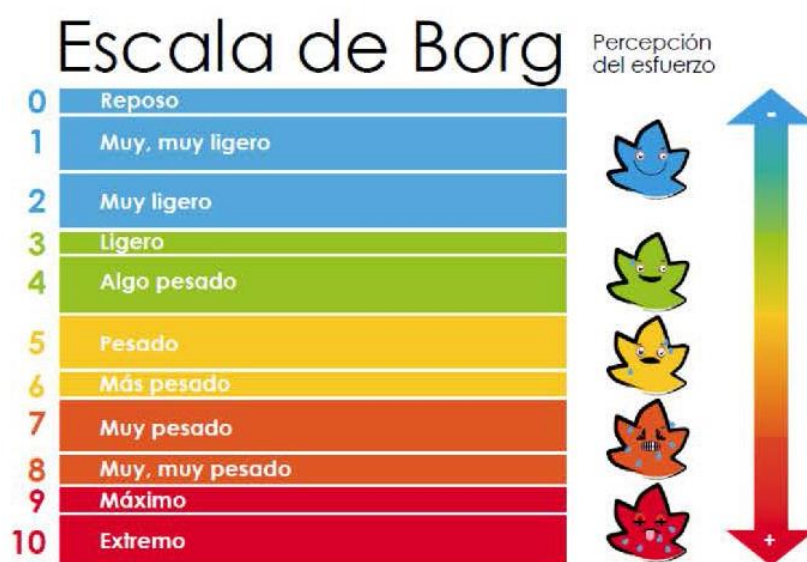 Escala de Borg
Percepción
del esfuerzo
0 Reposo
1 Muy, muy ligero
2 Muy ligero
3 Ligero
4 Algo pesado
5 Pesado
6 Más pesado
7 Muy pesado
8 Muy, muy pesado
9 Máximo
10 Extremo
-
+